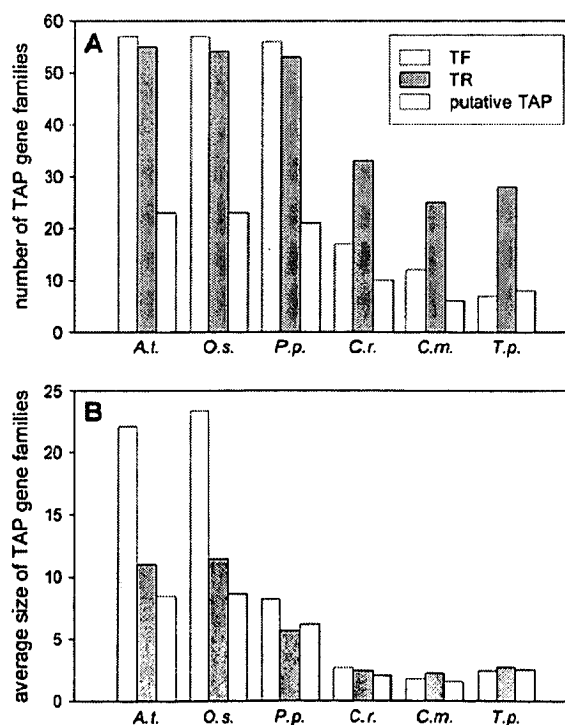 A
number of TAP gene families
60
50
40
30
20
10
0
TF
TR
putative TAP
A.t. O.s. P.p. C.r. C.m. T.p.
B
average size of TAP gene families
25
20
15
10
5
0
A.t. O.s. P.p. C.r. C.m. T.p.